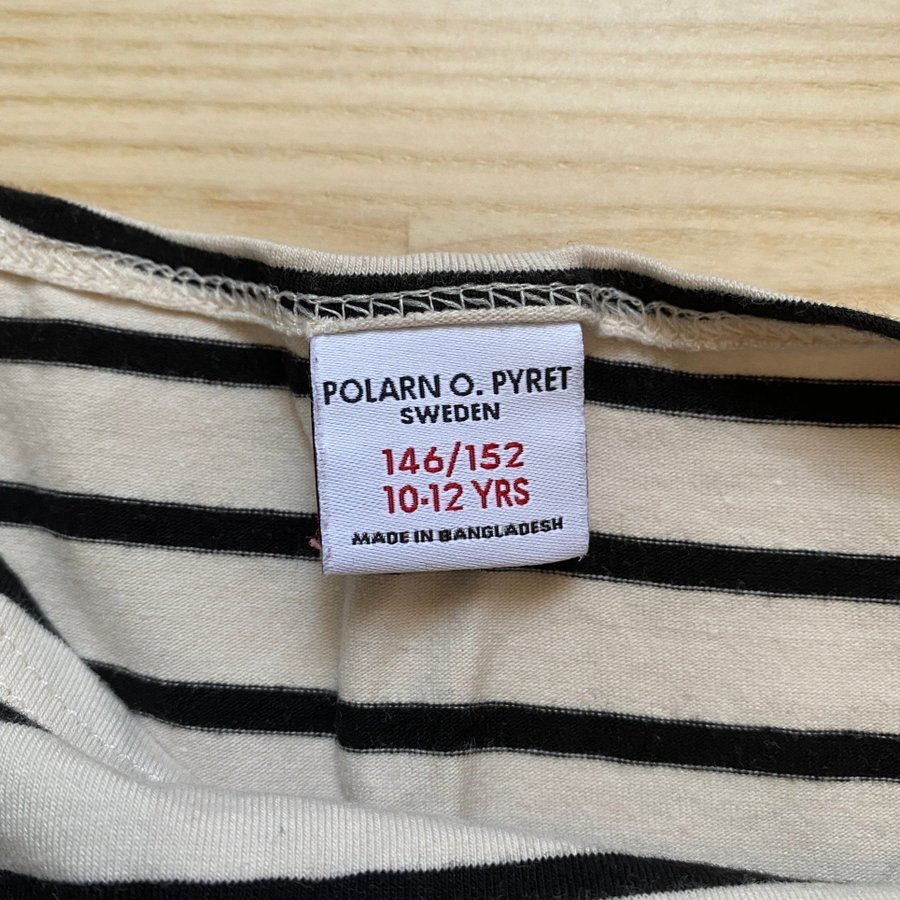 POLARN O. PYRET
SWEDEN
146/152
10-12 YRS
MADE IN BANGLADESH